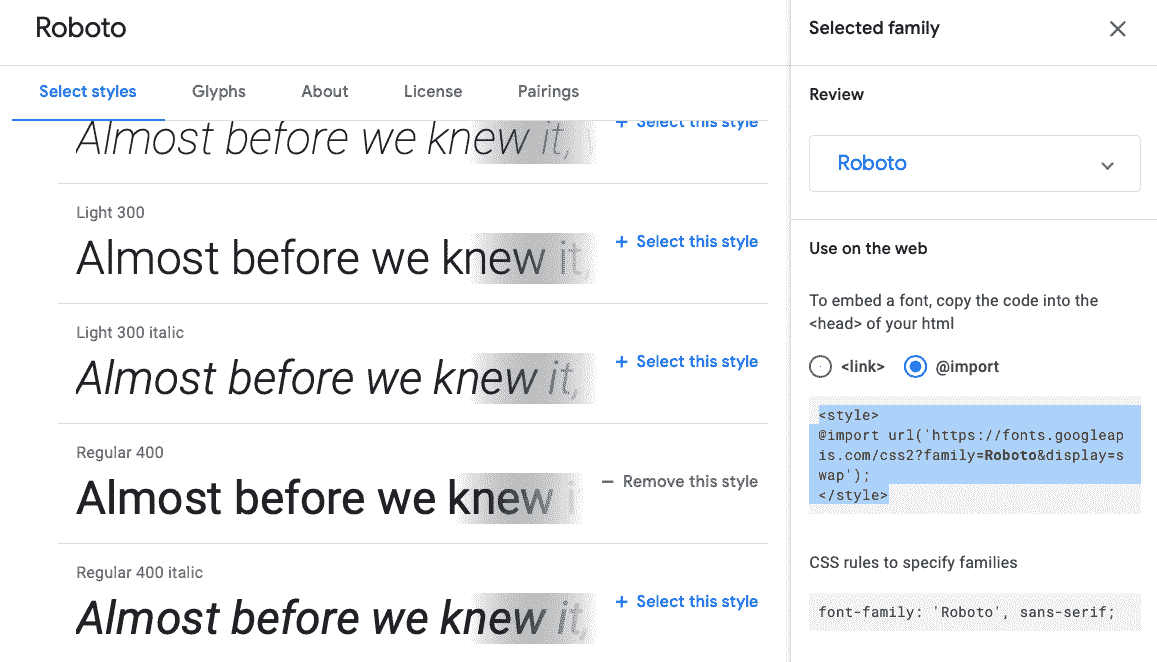 Roboto
Select styles Glyphs About License Pairings
Almost before we knew it,
+ Select this style
Light 300
Almost before we knew it,
+ Select this style
Light 300 italic
Almost before we knew it,
+ Select this style
Regular 400
Almost before we knew i
— Remove this style
Regular 400 italic
Almost before we knew it,
+ Select this style
Selected family
Review
Roboto
Use on the web
To embed a font, copy the code into the
<head> of your html
<link> @import
<style>
@import url('https://fonts.googleap
is.com/css2?family=Roboto&display=s
wap');
</style>
CSS rules to specify families
font-family: 'Roboto', sans-serif;